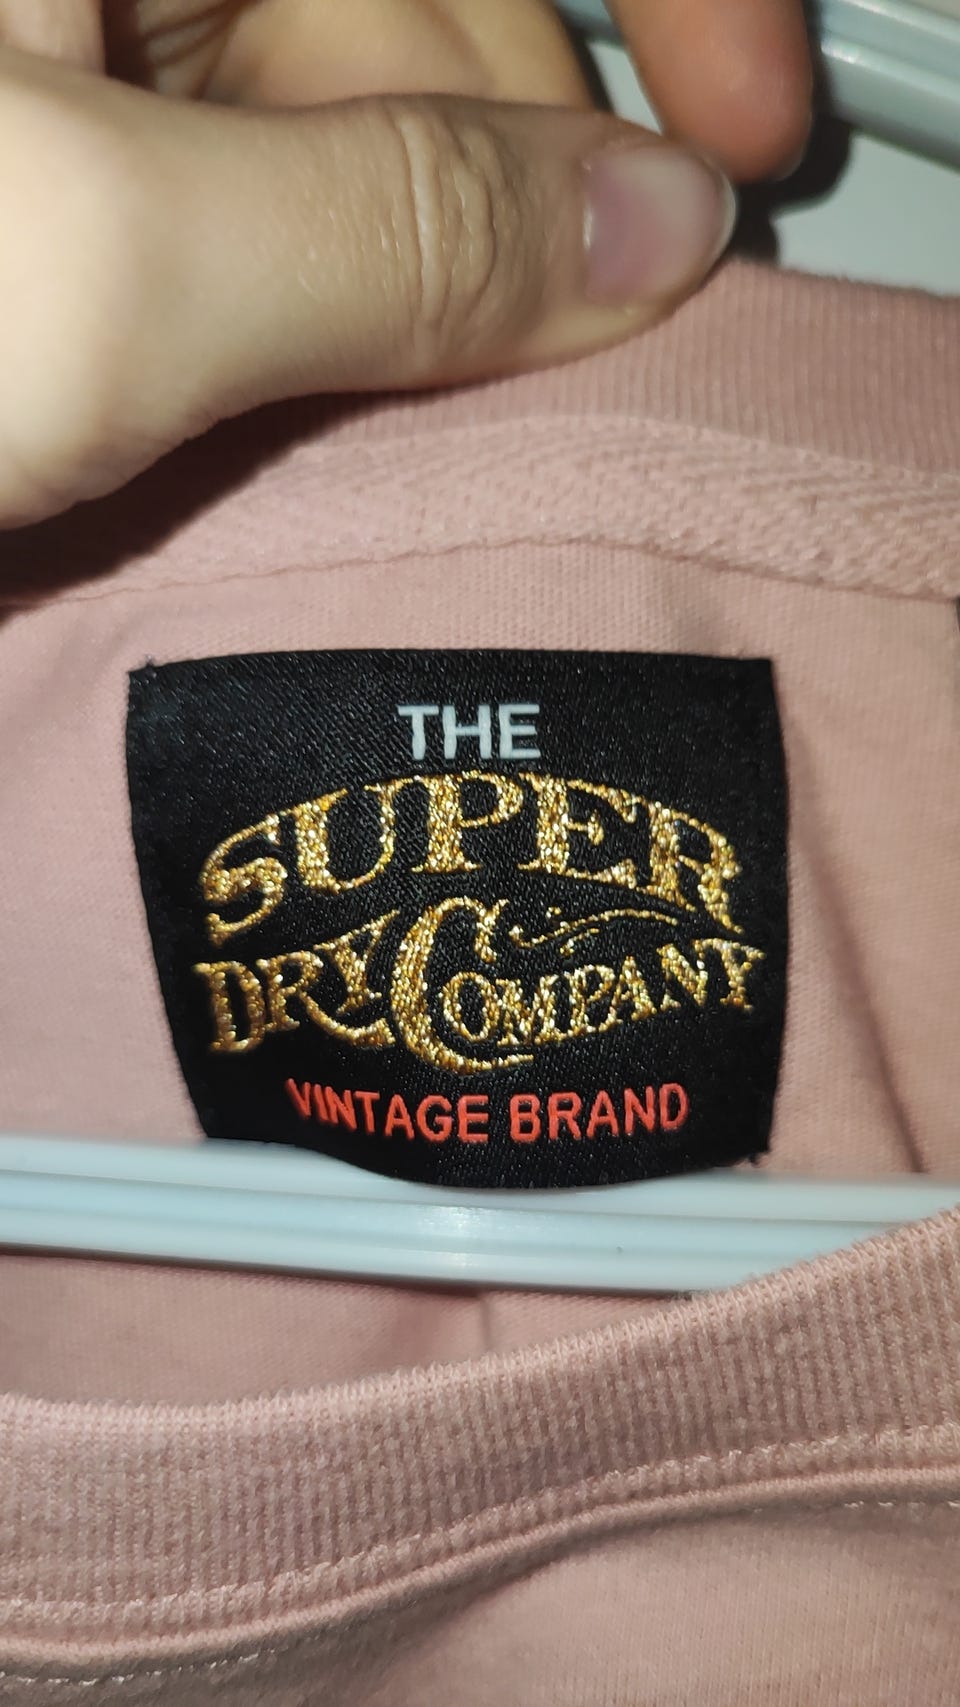 THE
SUPER
DRY COMPANY
VINTAGE BRAND